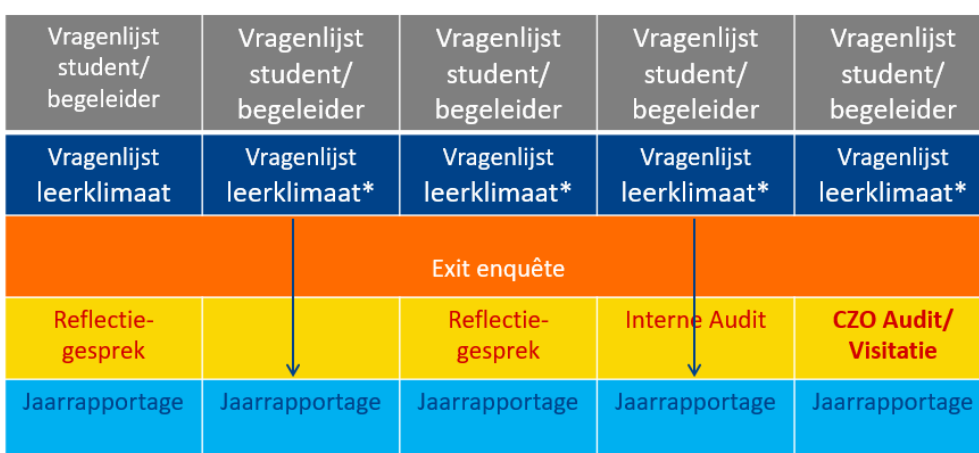 Vragenlijst
student/
begeleider
Vragenlijst
student/
begeleider
Vragenlijst
student/
begeleider
Vragenlijst
student/
begeleider
Vragenlijst
student/
begeleider
Vragenlijst
leerklimaat
Vragenlijst
leerklimaat*
Vragenlijst
leerklimaat*
Vragenlijst
leerklimaat*
Vragenlijst
leerklimaat*
Exit enquête
Reflectie-
gesprek
Reflectie-
gesprek
Interne Audit
CZO Audit/
Visitatie
Jaarrapportage
Jaarrapportage
Jaarrapportage
Jaarrapportage
Jaarrapportage